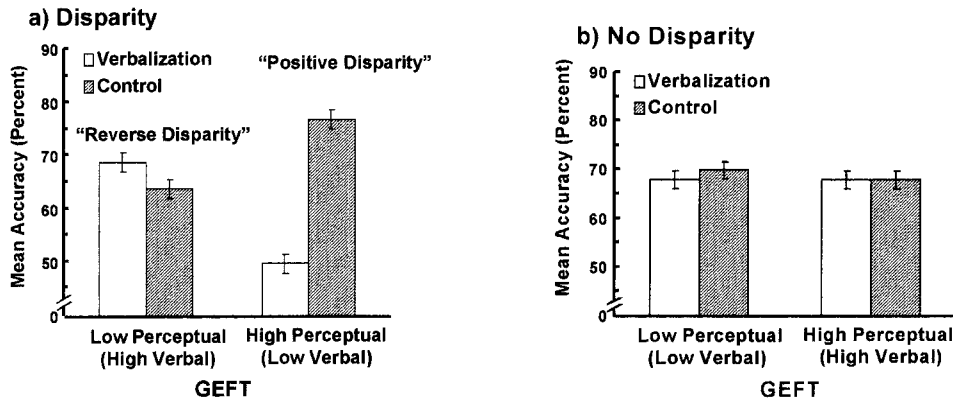 a) Disparity
Mean Accuracy (Percent)
90
80
70
60
50
0
Verbalization
Control
"Positive Disparity"
"Reverse Disparity"
Low Perceptual
(High Verbal)
High Perceptual
(Low Verbal)
GEFT
b) No Disparity
Mean Accuracy (Percent)
90
80
70
60
50
0
Verbalization
Control
Low Perceptual
(Low Verbal)
High Perceptual
(High Verbal)
GEFT